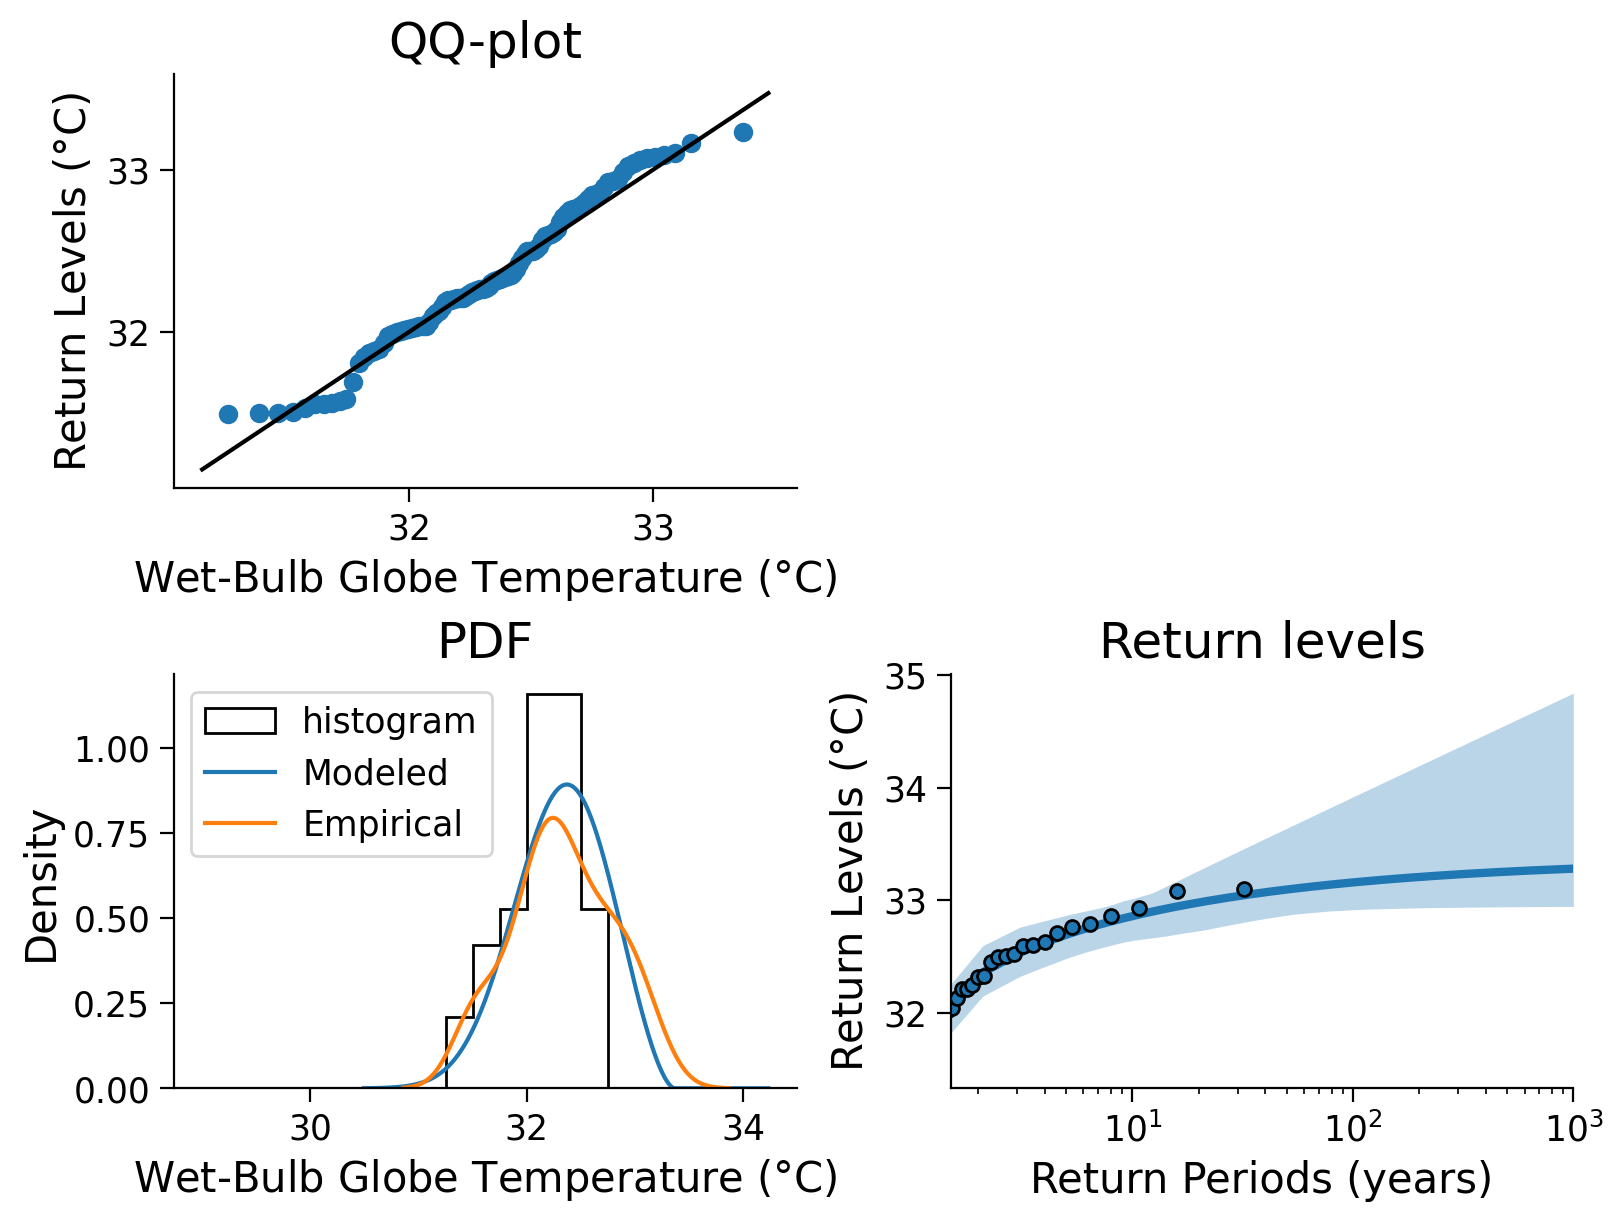 QQ-plot
Return Levels (°C)
33
32
32
33
Wet-Bulb Globe Temperature (°C)
PDF
histogram
Modeled
Empirical
Density
1.00
0.75
0.50
0.25
0.00
30
32
34
Wet-Bulb Globe Temperature (°C)
Return levels
Return Levels (°C)
35
34
33
32
10¹
10²
10³
Return Periods (years)